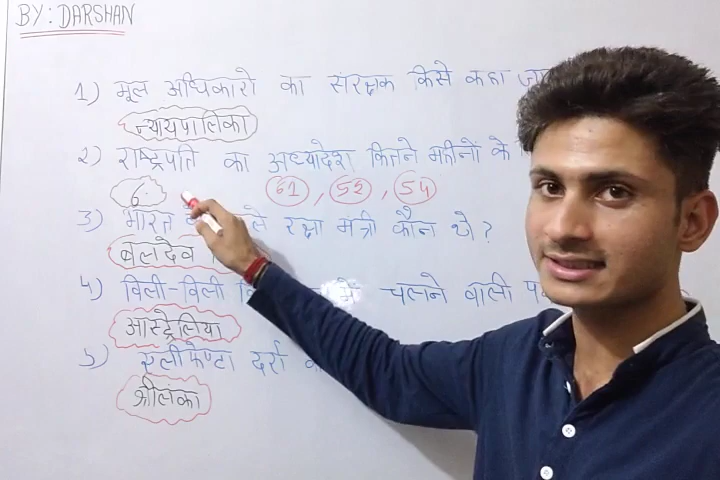 BY: DARSHAN
1) मूल अधिकारो का संरक्षक किसे कहा
न्यायपालिका
2) राष्ट्रपति का अध्यादेश कितने महीनों के
6 61, 52, 54
3) भारत रक्षा मंत्री कौन थे?
बलदेव
4) विली-विली में चलने वाली
आस्ट्रेलिया
5) एलीफेण्टा दर्रा
श्रीलंका